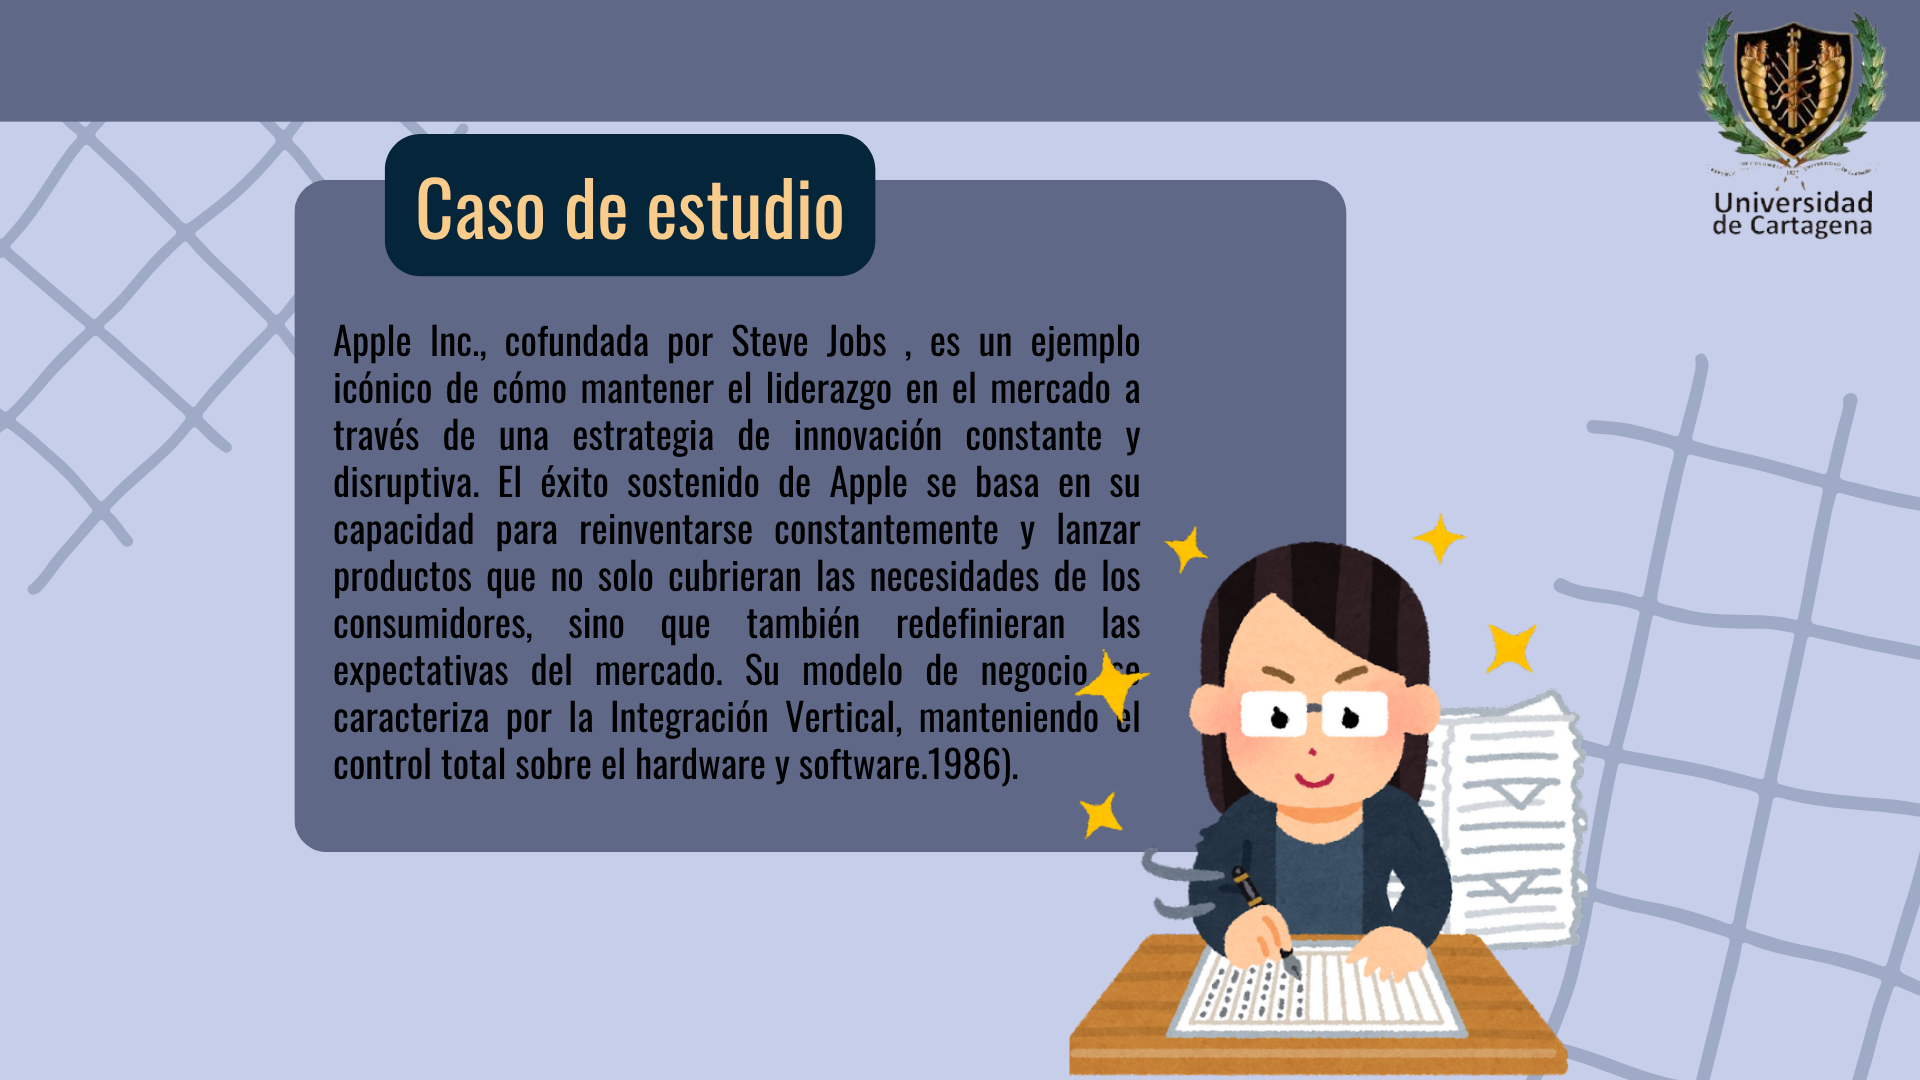 Universidad
de Cartagena
Caso de estudio
Apple Inc., cofundada por Steve Jobs , es un ejemplo
icónico de cómo mantener el liderazgo en el mercado a
través de una estrategia de innovación constante y
disruptiva. El éxito sostenido de Apple se basa en su
capacidad para reinventarse constantemente y lanzar
productos que no solo cubrieran las necesidades de los
consumidores, sino que también redefinieran las
expectativas del mercado. Su modelo de negocio se
caracteriza por la Integración Vertical, manteniendo el
control total sobre el hardware y software.1986).